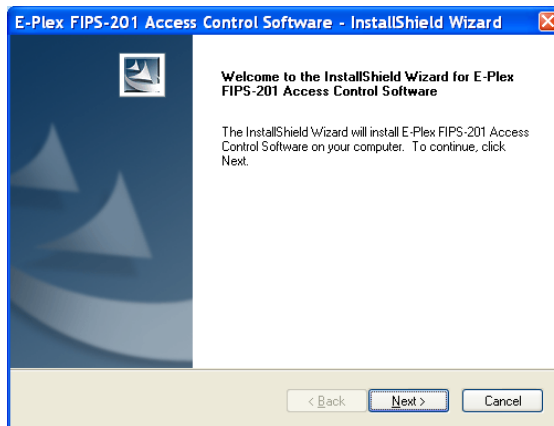 E-Plex FIPS-201 Access Control Software - InstallShield Wizard
Welcome to the InstallShield Wizard for E-Plex
FIPS-201 Access Control Software
The InstallShield Wizard will install E-Plex FIPS-201 Access
Control Software on your computer. To continue, click
Next.
< Back Next > Cancel